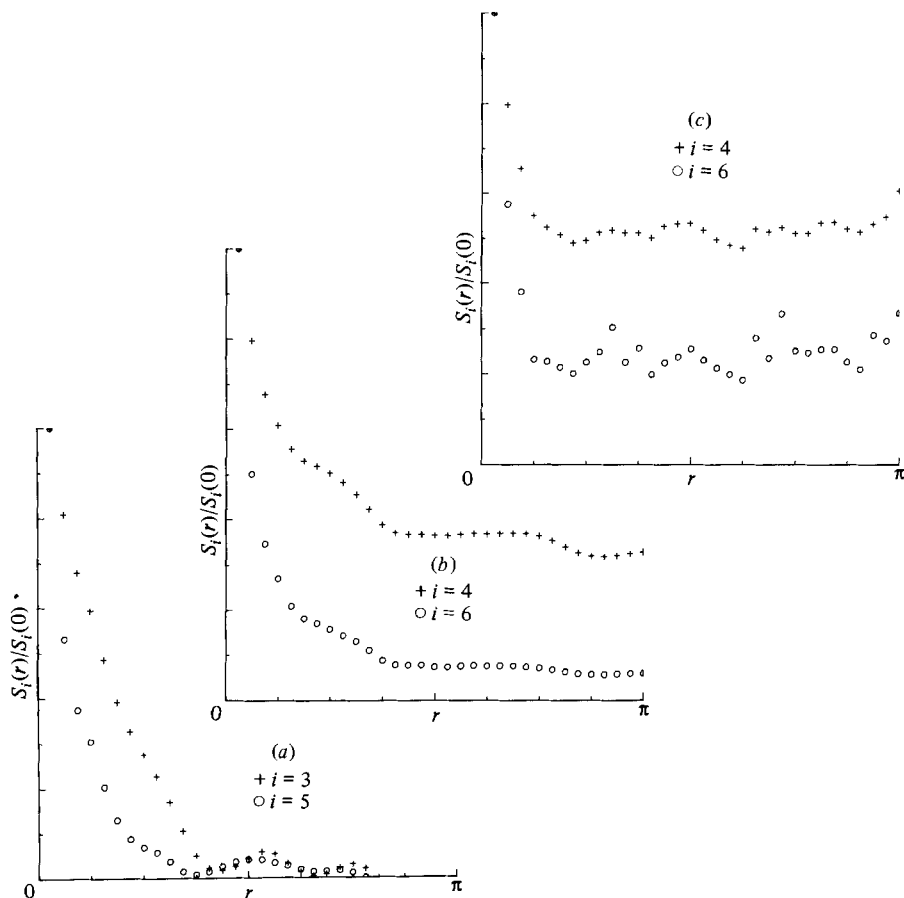 (c)
+ i = 4
○ i = 6
S_i(r)/S_i(0)
0
r
π
(b)
+ i = 4
○ i = 6
S_i(r)/S_i(0)
0
r
π
(a)
+ i = 3
○ i = 5
S_i(r)/S_i(0)
0
r
π